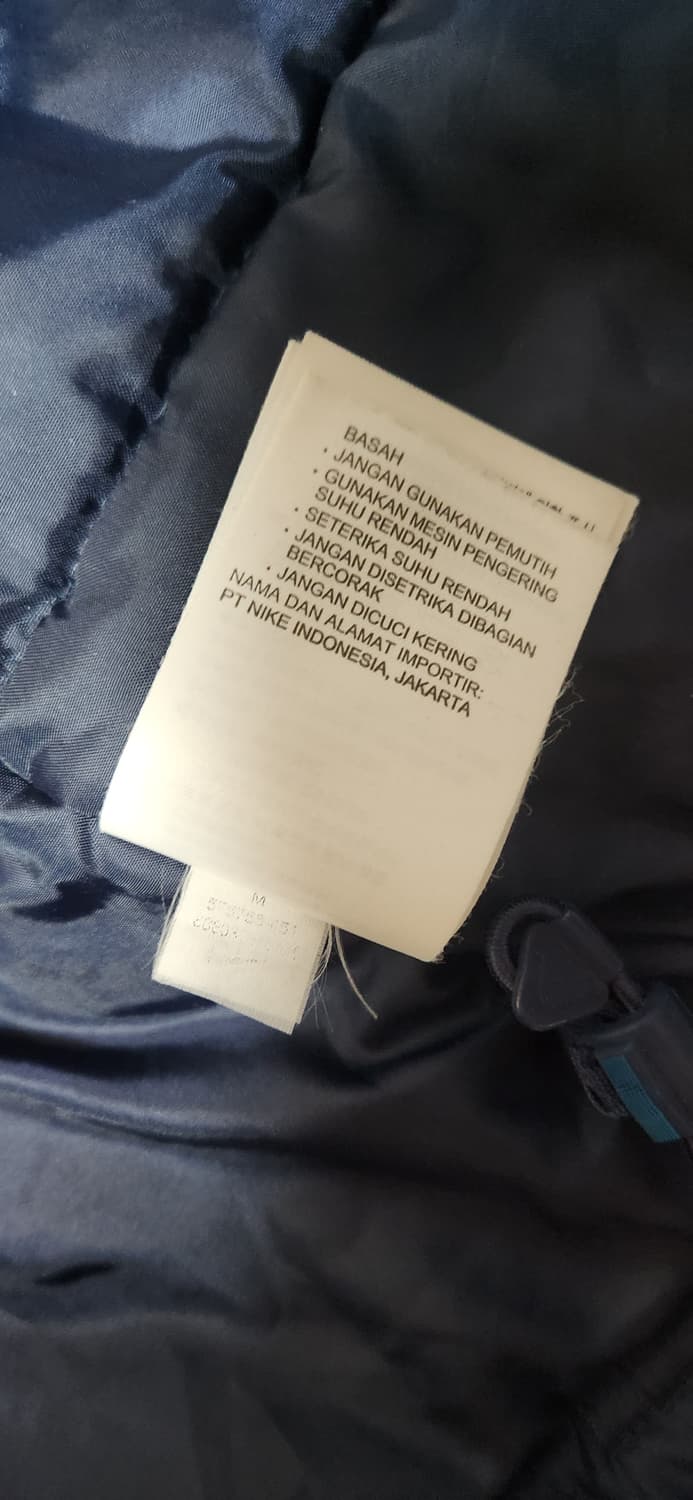 BASAH
· JANGAN GUNAKAN PEMUTIH
· GUNAKAN MESIN PENGERING
SUHU RENDAH
· SETERIKA SUHU RENDAH
· JANGAN DISETRIKA DIBAGIAN
BERCORAK
· JANGAN DICUCI KERING
NAMA DAN ALAMAT IMPORTIR:
PT NIKE INDONESIA, JAKARTA
M